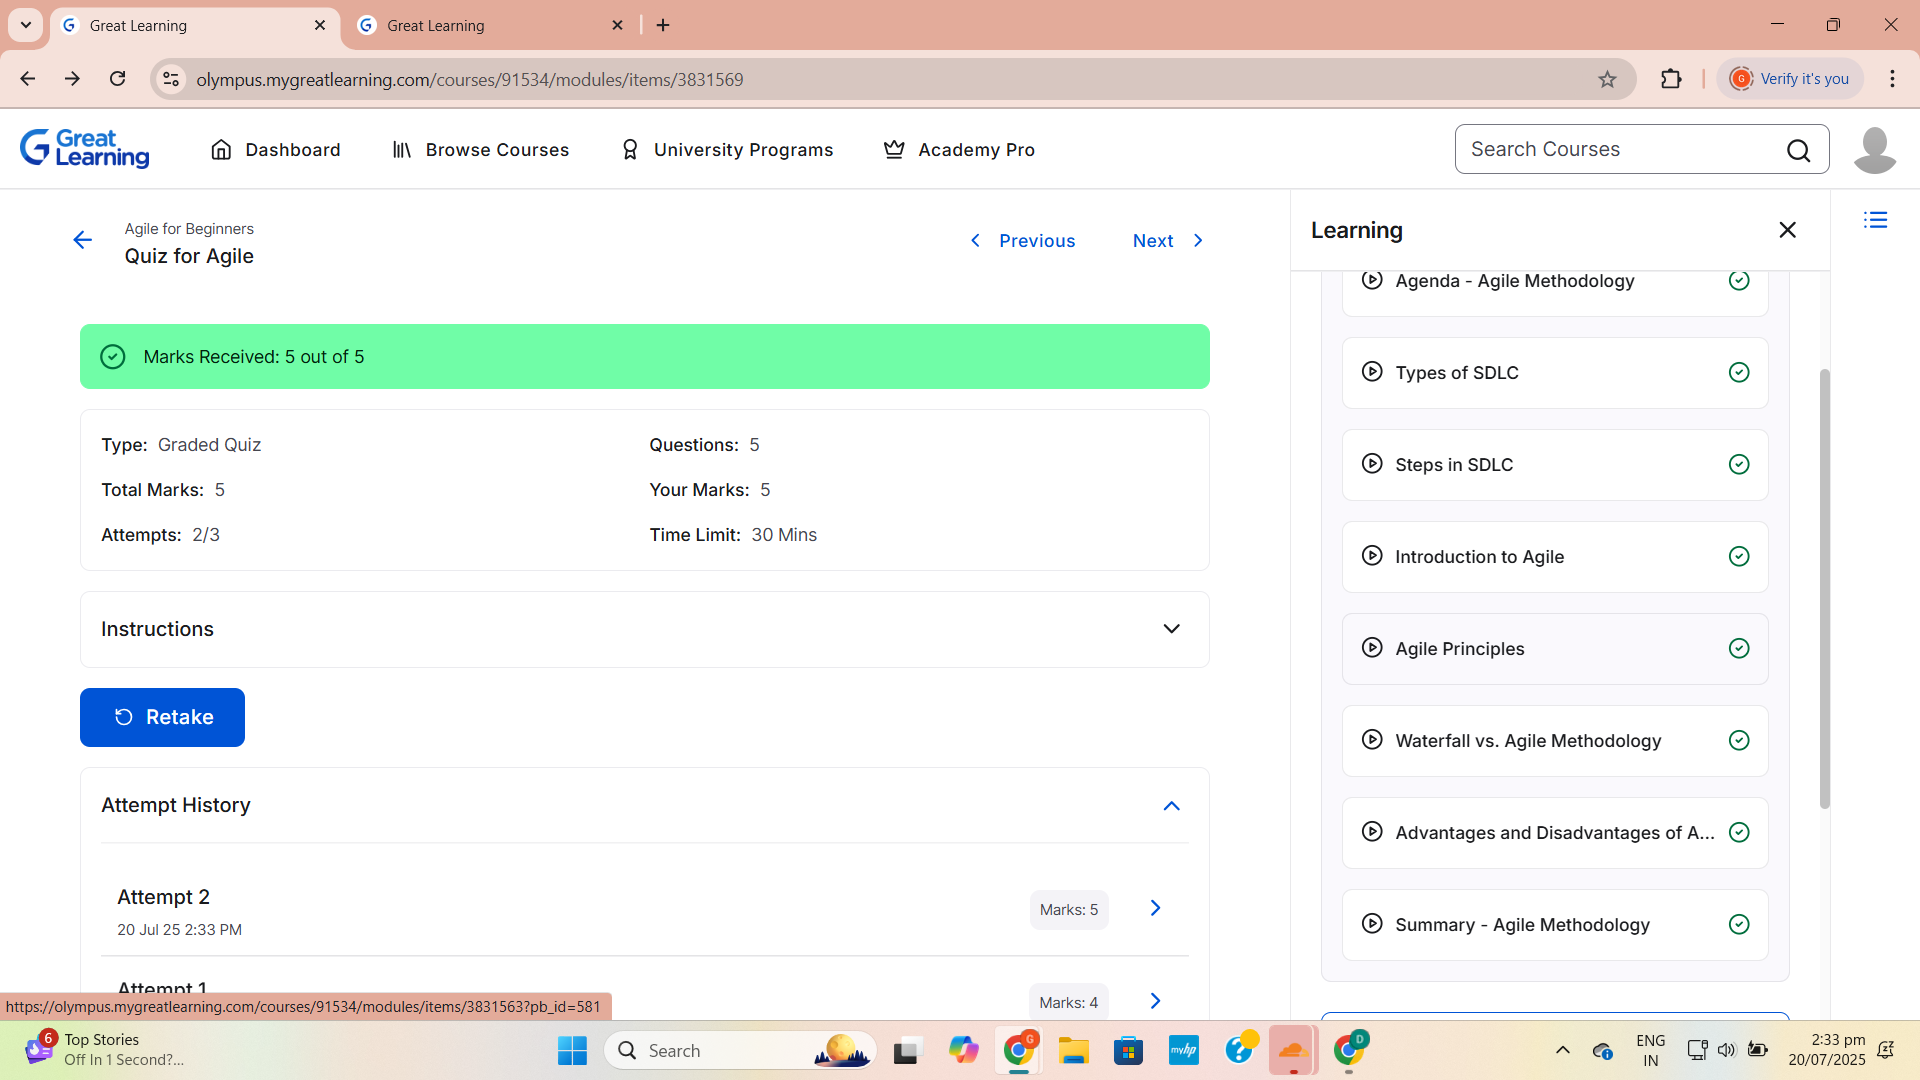 Great Learning
Great Learning
olympus.mygreatlearning.com/courses/91534/modules/items/3831569
Verify it's you
Great Learning
Dashboard
Browse Courses
University Programs
Academy Pro
Search Courses
Agile for Beginners
Quiz for Agile
Previous
Next
Marks Received: 5 out of 5
Type: Graded Quiz
Questions: 5
Total Marks: 5
Your Marks: 5
Attempts: 2/3
Time Limit: 30 Mins
Instructions
Retake
Attempt History
Attempt 2
20 Jul 25 2:33 PM
Marks: 5
Attempt 1
Marks: 4
Learning
Agenda - Agile Methodology
Types of SDLC
Steps in SDLC
Introduction to Agile
Agile Principles
Waterfall vs. Agile Methodology
Advantages and Disadvantages of A...
Summary - Agile Methodology
https://olympus.mygreatlearning.com/courses/91534/modules/items/3831563?pb_id=581
6
Top Stories
Off In 1 Second?...
Search
G
myhp
D
ENG
IN
2:33 pm
20/07/2025